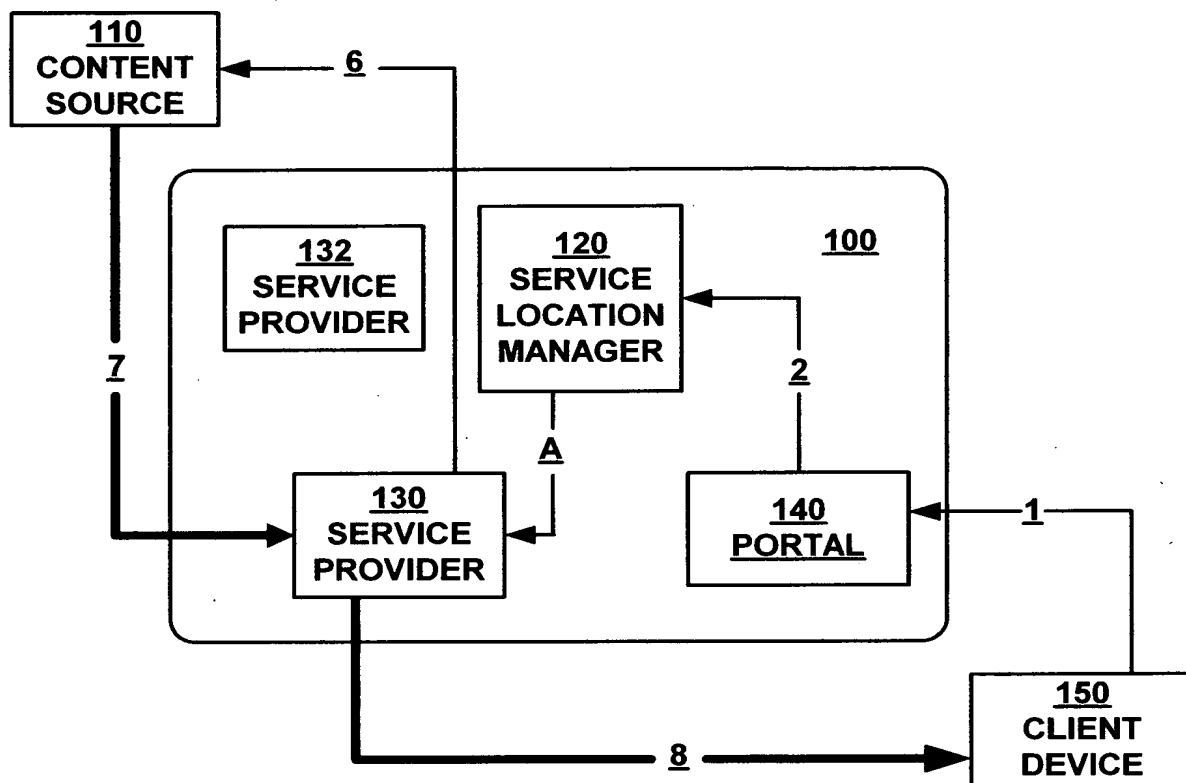 110
CONTENT
SOURCE
6
132
SERVICE
PROVIDER
120
SERVICE
LOCATION
MANAGER
100
7
2
A
130
SERVICE
PROVIDER
140
PORTAL
1
150
CLIENT
DEVICE
8